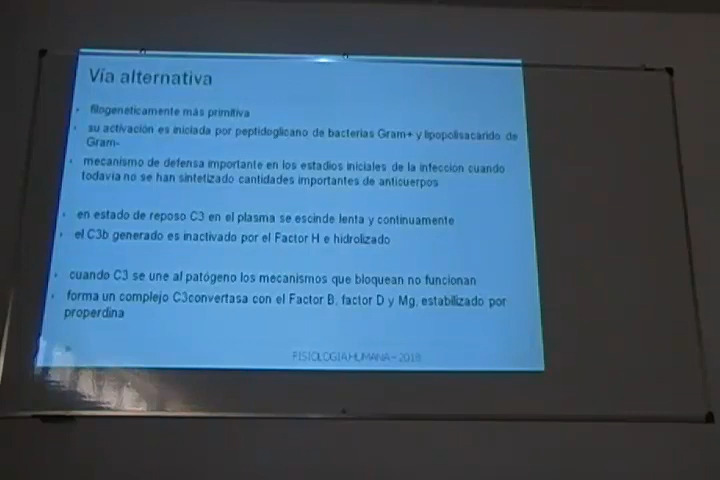 Vía alternativa
filogenéticamente más primitiva
su activación es iniciada por peptidoglicano de bacterias Gram+ y lipopolisacárido de
Gram-
mecanismo de defensa importante en los estadios iniciales de la infección cuando
todavía no se han sintetizado cantidades importantes de anticuerpos
en estado de reposo C3 en el plasma se escinde lenta y continuamente
el C3b generado es inactivado por el Factor H e hidrolizado
cuando C3 se une al patógeno los mecanismos que bloquean no funcionan
forma un complejo C3convertasa con el Factor B, factor D y Mg, estabilizado por
properdina
FISIOLOGIA HUMANA - 2018